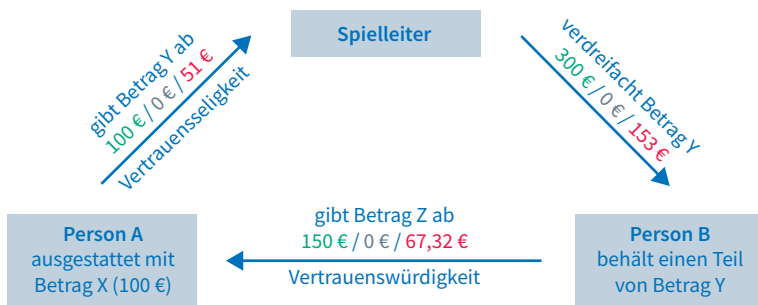 Spielleiter
gibt Betrag Y ab
100 € / 0 € / 51 €
Vertrauensseligkeit
verdreifacht Betrag Y
300 € / 0 € / 153 €
Person A
ausgestattet mit
Betrag X (100 €)
gibt Betrag Z ab
150 € / 0 € / 67,32 €
Vertrauenswürdigkeit
Person B
behält einen Teil
von Betrag Y